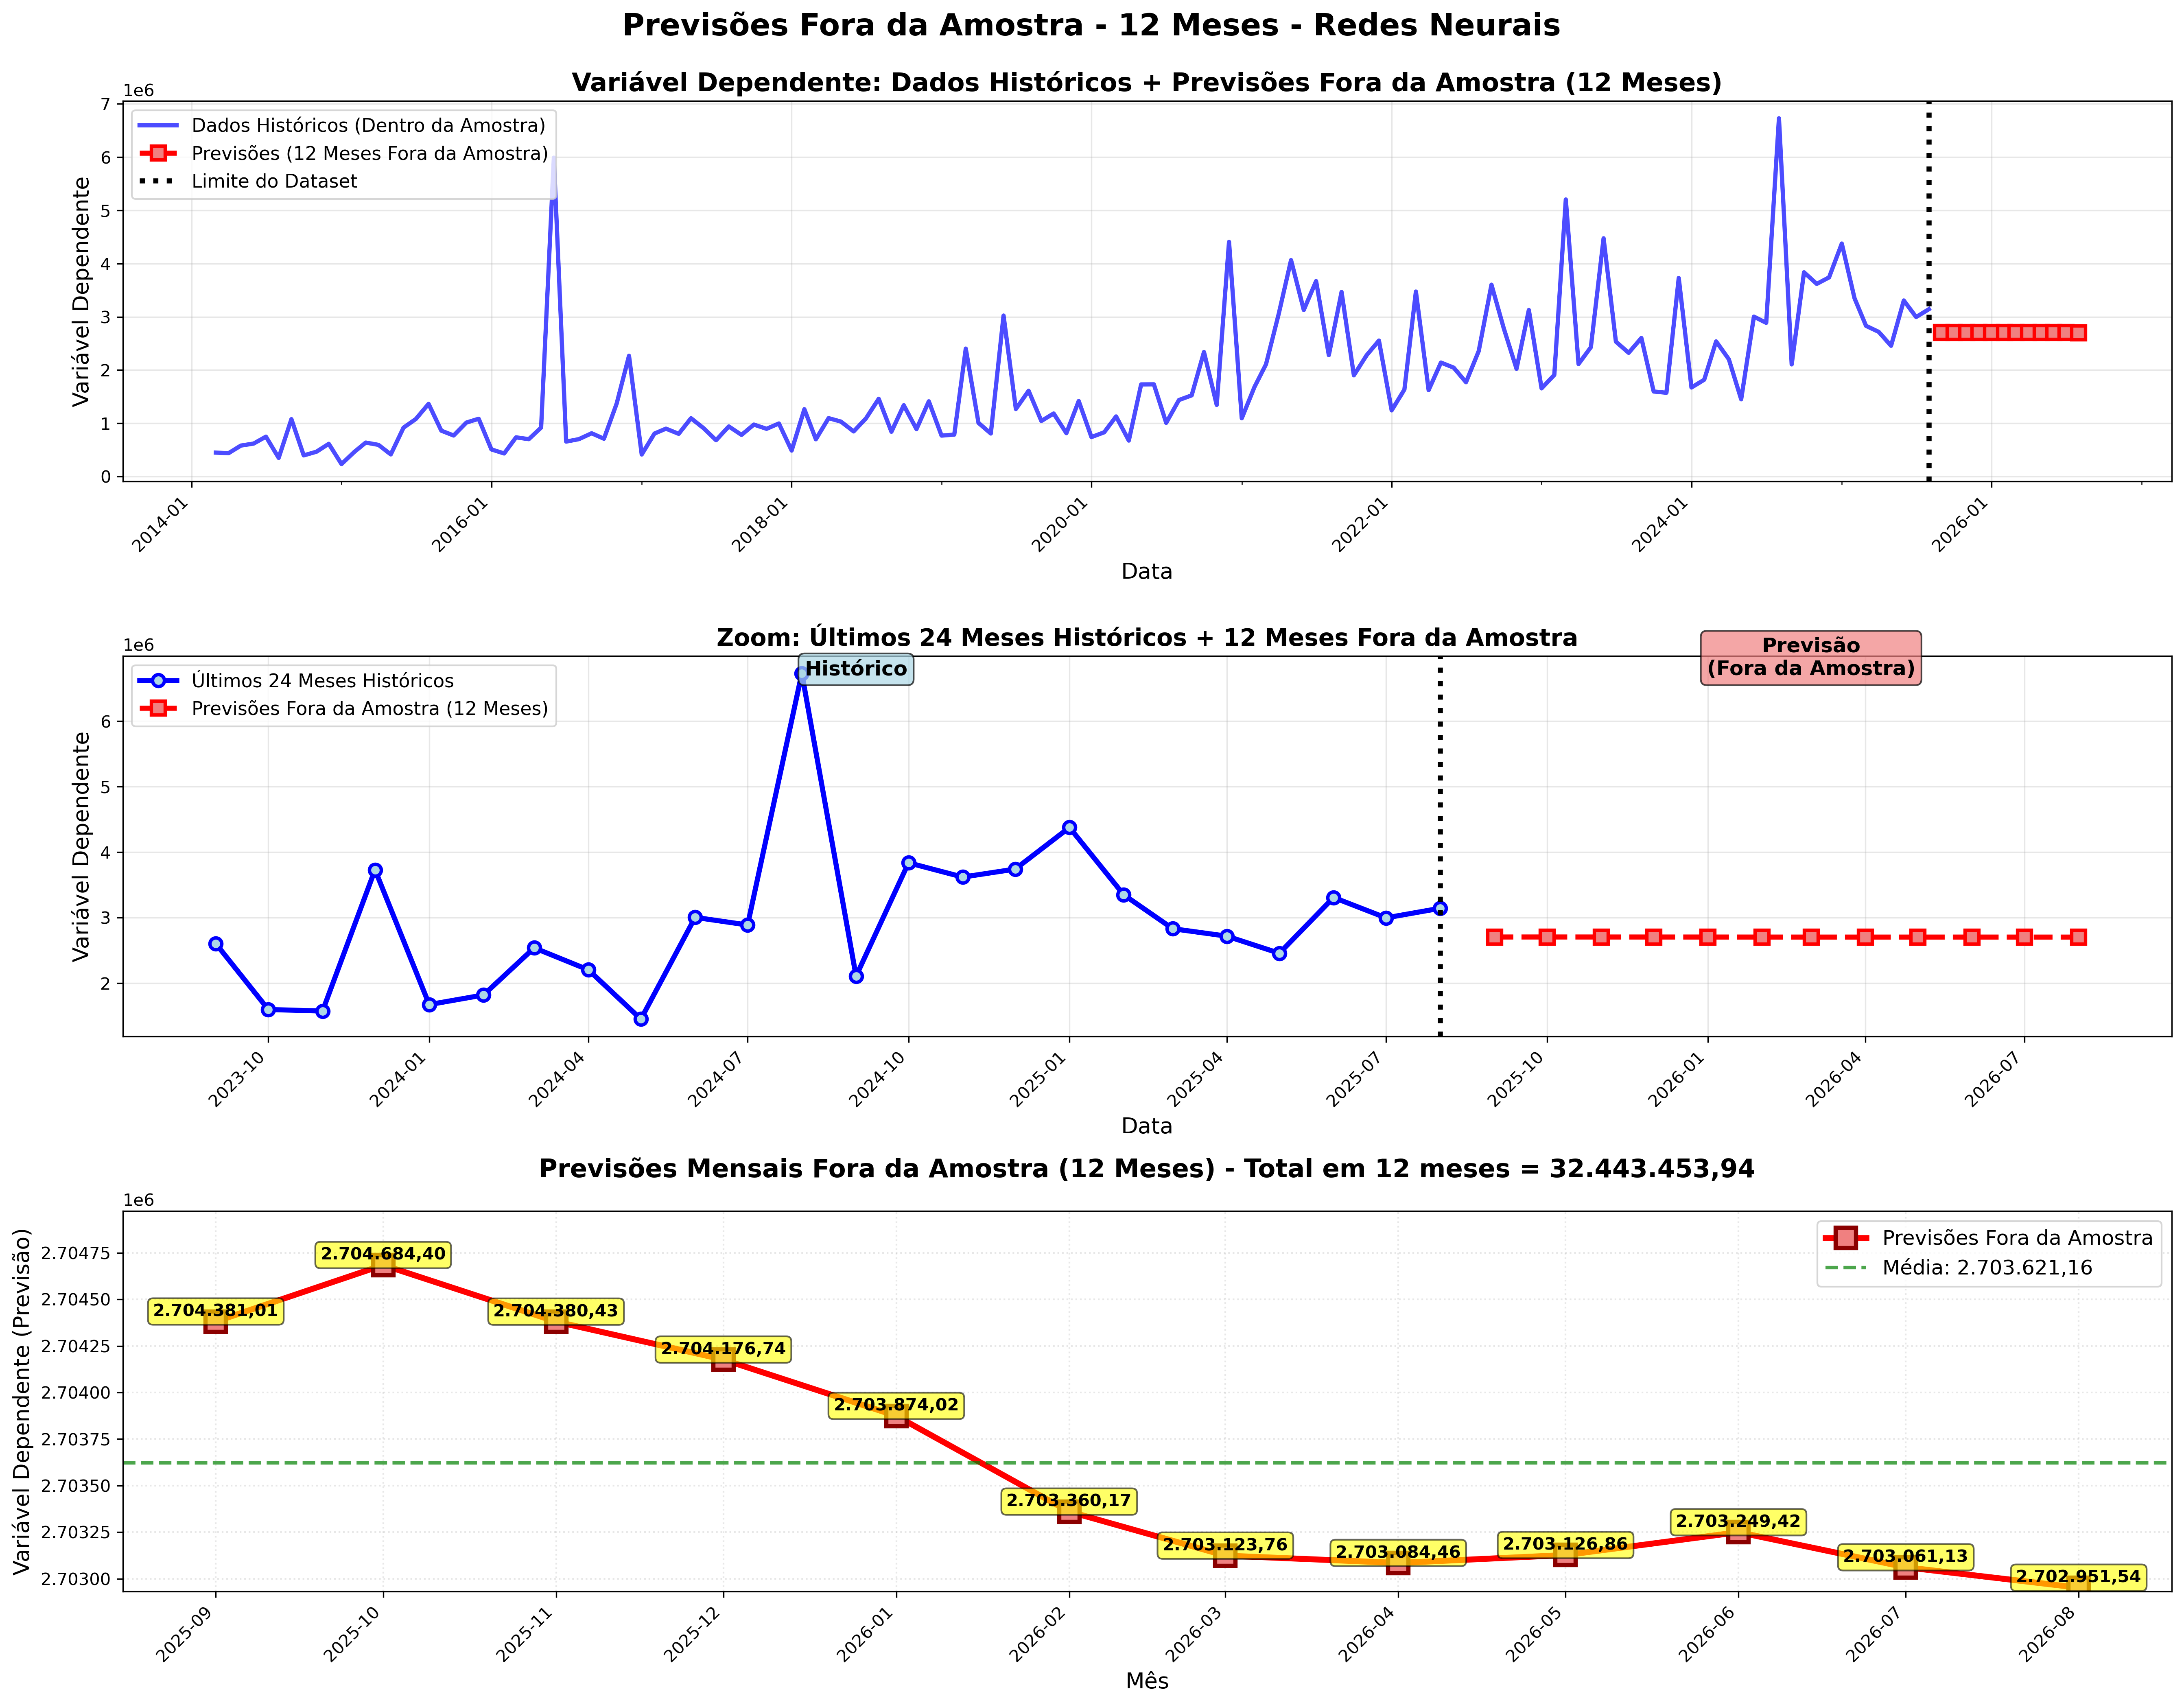 Previsões Fora da Amostra - 12 Meses - Redes Neurais
Variável Dependente: Dados Históricos + Previsões Fora da Amostra (12 Meses)
1e6
Dados Históricos (Dentro da Amostra)
Previsões (12 Meses Fora da Amostra)
Limite do Dataset
Variável Dependente
7
6
5
4
3
2
1
0
2014-01
2016-01
2018-01
2020-01
2022-01
2024-01
2026-01
Data
Zoom: Últimos 24 Meses Históricos + 12 Meses Fora da Amostra
1e6
Últimos 24 Meses Históricos
Previsões Fora da Amostra (12 Meses)
Histórico
Previsão
(Fora da Amostra)
Variável Dependente
6
5
4
3
2
2023-10
2024-01
2024-04
2024-07
2024-10
2025-01
2025-04
2025-07
2025-10
2026-01
2026-04
2026-07
Data
Previsões Mensais Fora da Amostra (12 Meses) - Total em 12 meses = 32.443.453,94
1e6
Previsões Fora da Amostra
Média: 2.703.621,16
Variável Dependente (Previsão)
2.70475
2.70450
2.70425
2.70400
2.70375
2.70350
2.70325
2.70300
2.704.381,01
2.704.684,40
2.704.380,43
2.704.176,74
2.703.874,02
2.703.360,17
2.703.123,76
2.703.084,46
2.703.126,86
2.703.249,42
2.703.061,13
2.702.951,54
2025-09
2025-10
2025-11
2025-12
2026-01
2026-02
2026-03
2026-04
2026-05
2026-06
2026-07
2026-08
Mês